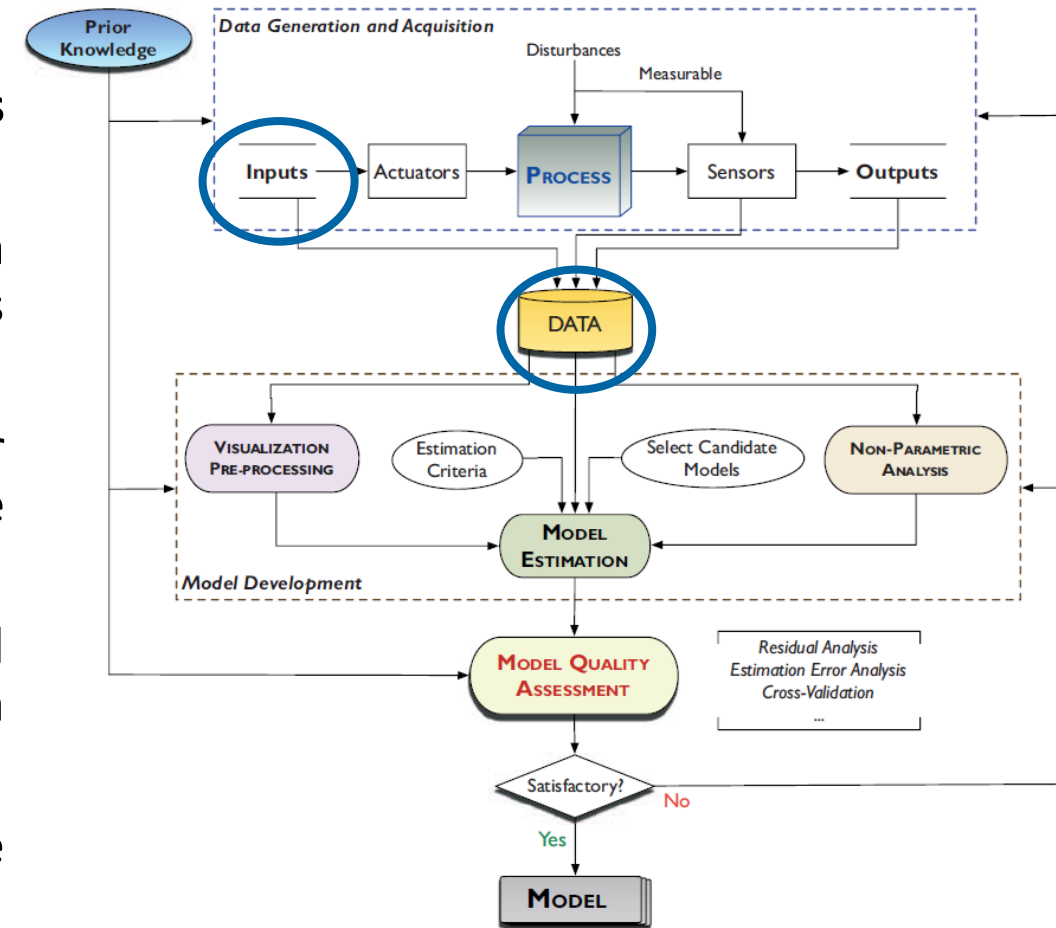 Prior
Knowledge
Data Generation and Acquisition
Disturbances
Measurable
Inputs
Actuators
PROCESS
Sensors
Outputs
DATA
VISUALIZATION
PRE-PROCESSING
Estimation
Criteria
Select Candidate
Models
NON-PARAMETRIC
ANALYSIS
MODEL
ESTIMATION
Model Development
MODEL QUALITY
ASSESSMENT
Residual Analysis
Estimation Error Analysis
Cross-Validation
...
Satisfactory?
No
Yes
MODEL